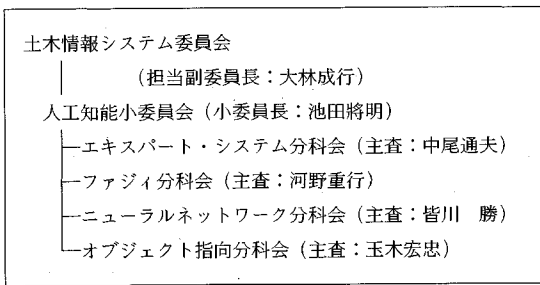 土木情報システム委員会
(担当副委員長：大林成行)
人工知能小委員会 (小委員長：池田將明)
エキスパート・システム分科会 (主査：中尾通夫)
ファジィ分科会 (主査：河野重行)
ニューラルネットワーク分科会 (主査：皆川　勝)
オブジェクト指向分科会 (主査：玉木宏忠)